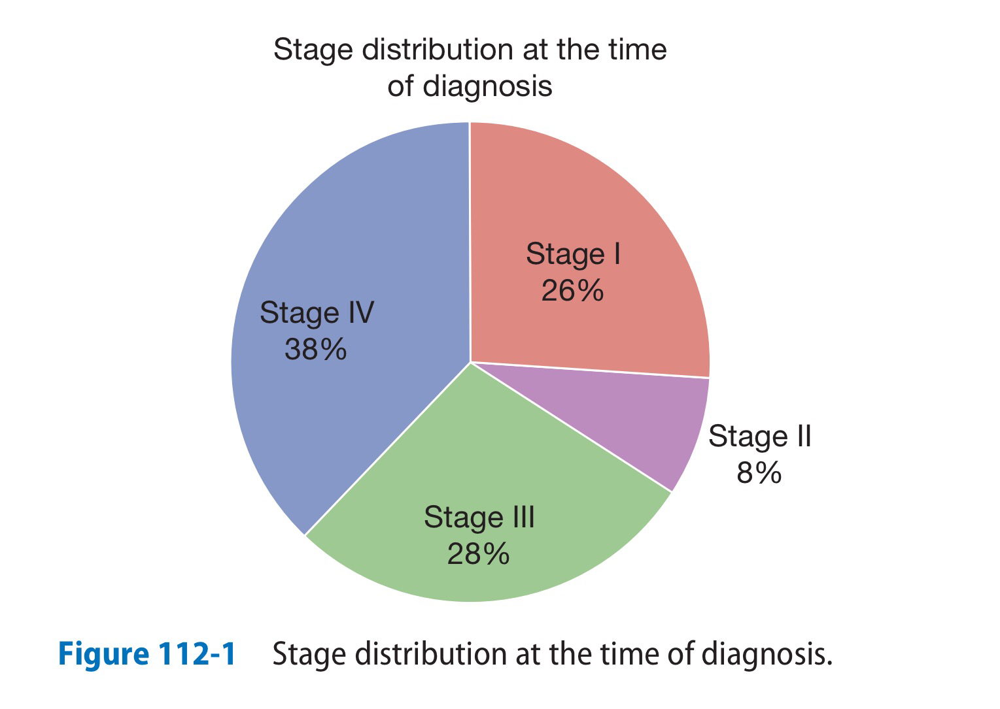 Stage distribution at the time
of diagnosis
Stage I
26%
Stage IV
38%
Stage II
8%
Stage III
28%
Figure 112-1 Stage distribution at the time of diagnosis.